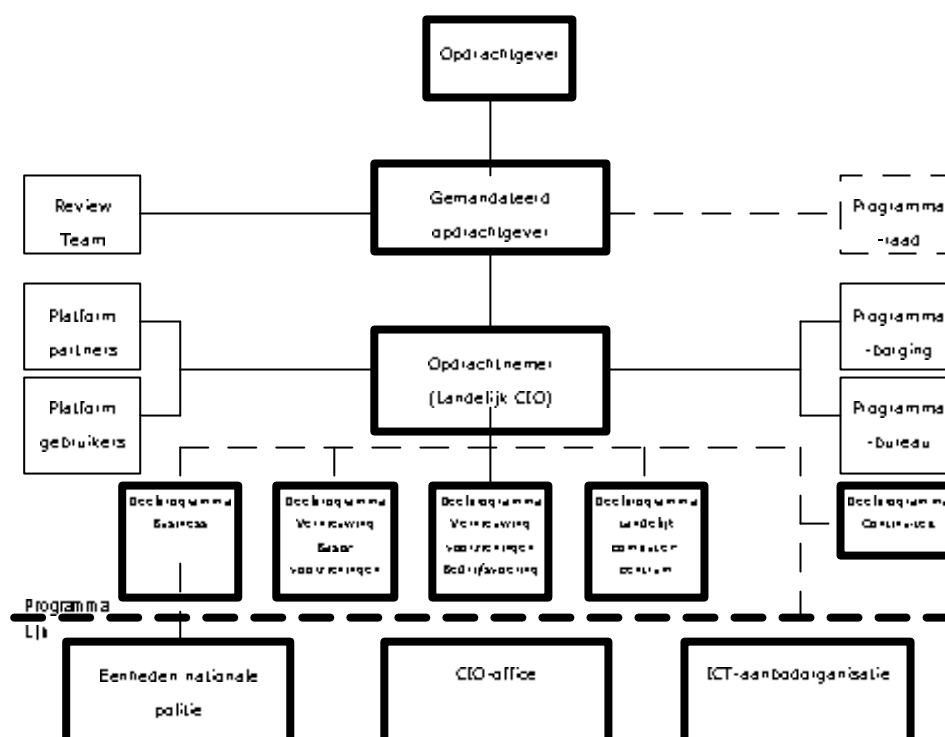 Opdrachtgever
Gemandateerd
opdrachtgever
Review
Team
Programma
-raad
Platform
partners
Platform
gebruikers
Opdrachtnemer
(Landelijk CIO)
Programma
-borging
Programma
-bureau
Deelprogramma
Business
Deelprogramma
Vernieuwing
Basis-
voorzieningen
Deelprogramma
Vernieuwing
voorzieningen
Bedrijfsvoering
Deelprogramma
Landelijk
computer
centrum
Deelprogramma
Continuïteit
Programma
Lijn
Eenheden nationale
politie
CIO-office
ICT-aanbodorganisatie